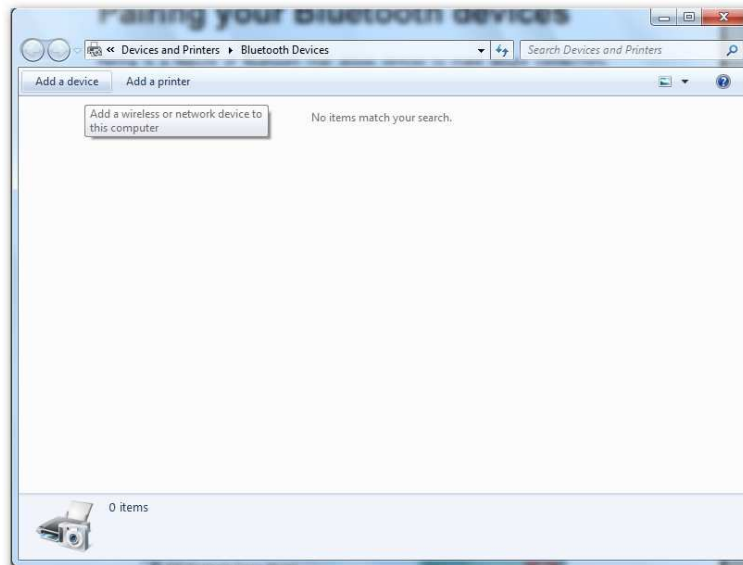 Pairing your Bluetooth devices
« Devices and Printers ▸ Bluetooth Devices
Search Devices and Printers
Add a device
Add a printer
Add a wireless or network device to
this computer
No items match your search.
0 items